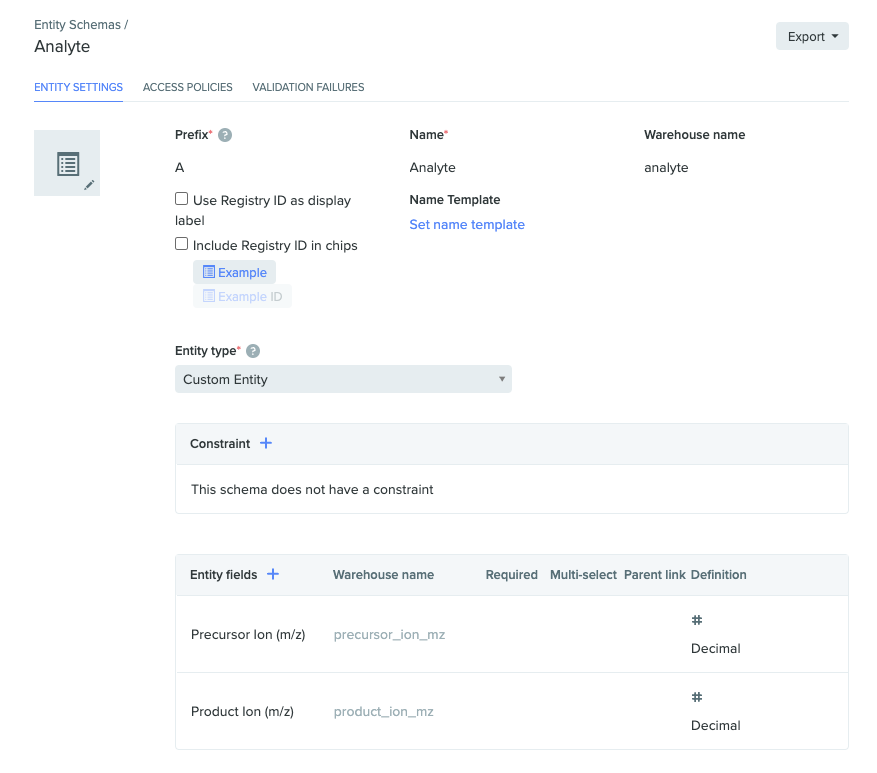 Entity Schemas /
Analyte
Export
ENTITY SETTINGS ACCESS POLICIES VALIDATION FAILURES
Prefix* ? Name* Warehouse name
A Analyte analyte
Use Registry ID as display label Name Template
Set name template
Include Registry ID in chips
Example
Example ID
Entity type* ?
Custom Entity
Constraint +
This schema does not have a constraint
Entity fields + Warehouse name Required Multi-select Parent link Definition
#
Precursor Ion (m/z) precursor_ion_mz
Decimal
#
Product Ion (m/z) product_ion_mz
Decimal